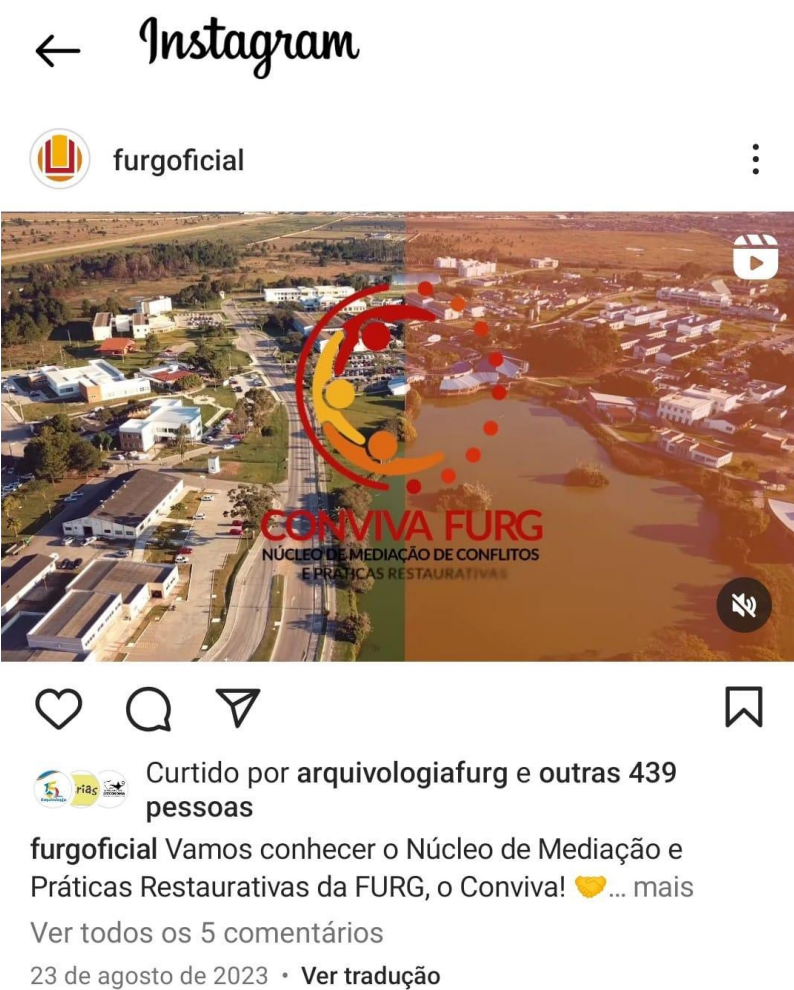 Instagram
furgoficial
CONVIVA FURG
NÚCLEO DE MEDIAÇÃO DE CONFLITOS
E PRÁTICAS RESTAURATIVAS
rias
Curtido por arquivologiafurg e outras 439
pessoas
furgoficial Vamos conhecer o Núcleo de Mediação e
Práticas Restaurativas da FURG, o Conviva! 🤝... mais
Ver todos os 5 comentários
23 de agosto de 2023 • Ver tradução